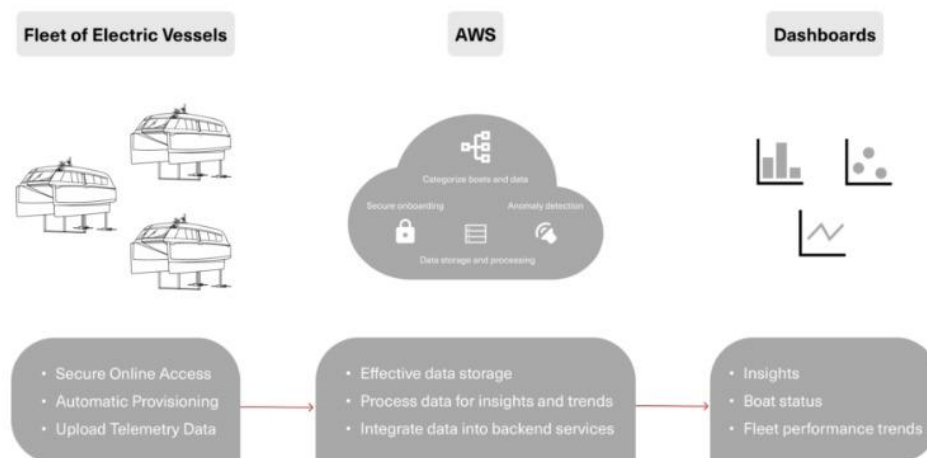 Fleet of Electric Vessels
AWS
Dashboards
Categorize boats and data
Secure onboarding
Anomaly detection
Data storage and processing
• Secure Online Access
• Automatic Provisioning
• Upload Telemetry Data
• Effective data storage
• Process data for insights and trends
• Integrate data into backend services
• Insights
• Boat status
• Fleet performance trends